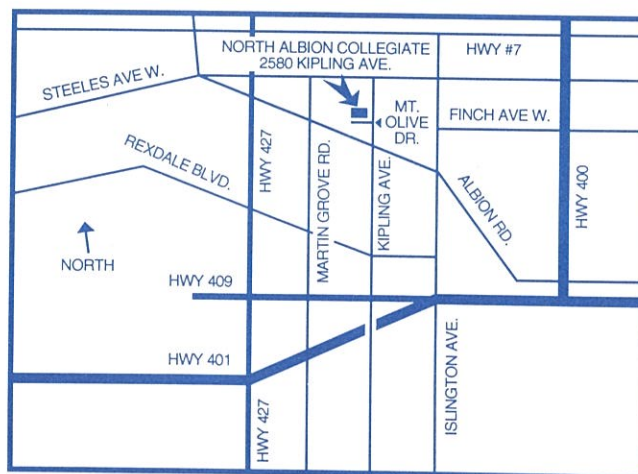 NORTH ALBION COLLEGIATE
2580 KIPLING AVE.
HWY #7
STEELES AVE W.
MT.
OLIVE
DR.
FINCH AVE W.
REXDALE BLVD.
HWY 427
MARTIN GROVE RD.
KIPLING AVE.
ALBION RD.
HWY 400
NORTH
HWY 409
HWY 401
HWY 427
ISLINGTON AVE.